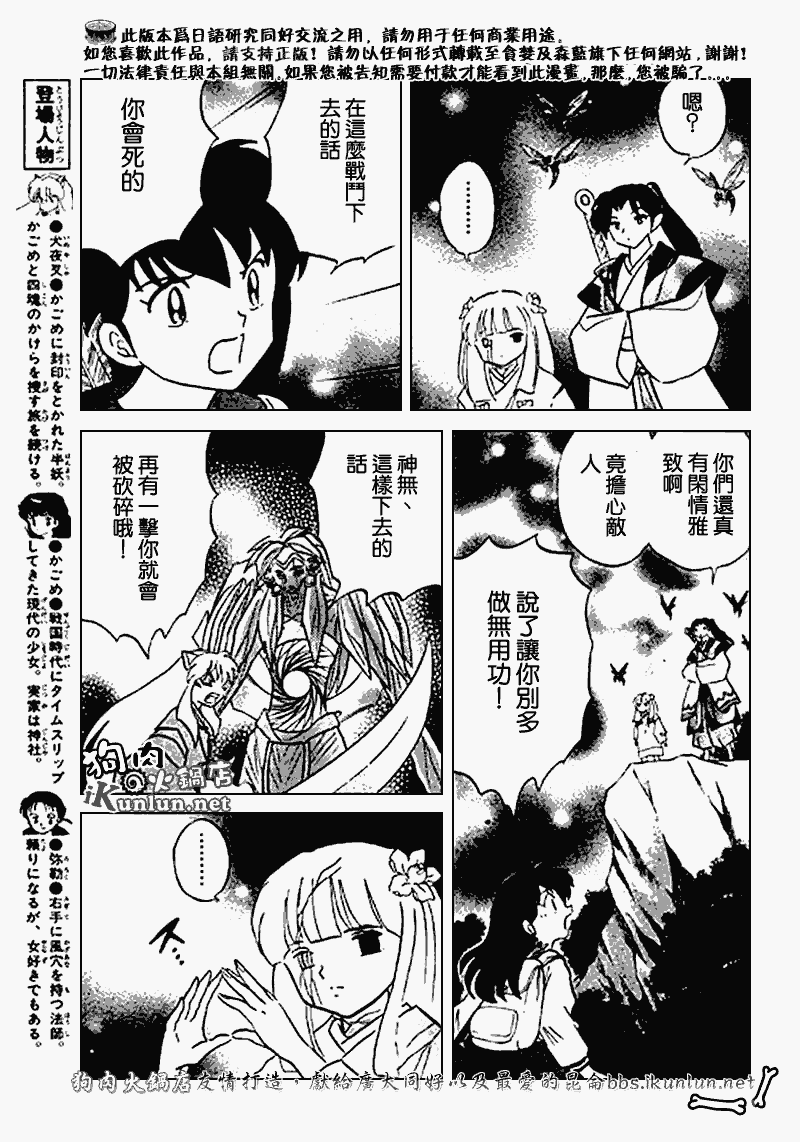 此版本爲日語研究同好交流之用，請勿用于任何商業用途。
如您喜歡此作品，請支持正版！請勿以任何形式轉載至貪婪及森藍旗下任何網站，謝謝！
一切法律責任與本組無關。如果您被告知需要付款才能看到此漫畫，那麼，您被騙了...。
嗯？
………
在這麼戰鬥下
去的話
你會死的
你們還真
有閑情雅
致啊
竟擔心敵
人
說了讓你別多
做無用功！
神無、
這樣下去的
話
再有一擊你就會
被砍碎哦！
………
登場人物
とうじょうじんぶつ
●犬夜叉●かごめに封印をとかれた半妖。
かごめと四魂のかけらを捜す旅を続ける。
●かごめ●戦国時代にタイムスリップ
してきた現代の少女。実家は神社。
●弥勒●右手に風穴を持つ法師。
頼りになるが、女好きでもある。
狗肉火鍋店
iKunlun.net
狗肉火鍋店友情打造，獻給廣大同好以及最愛的昆侖bbs.ikunlun.net